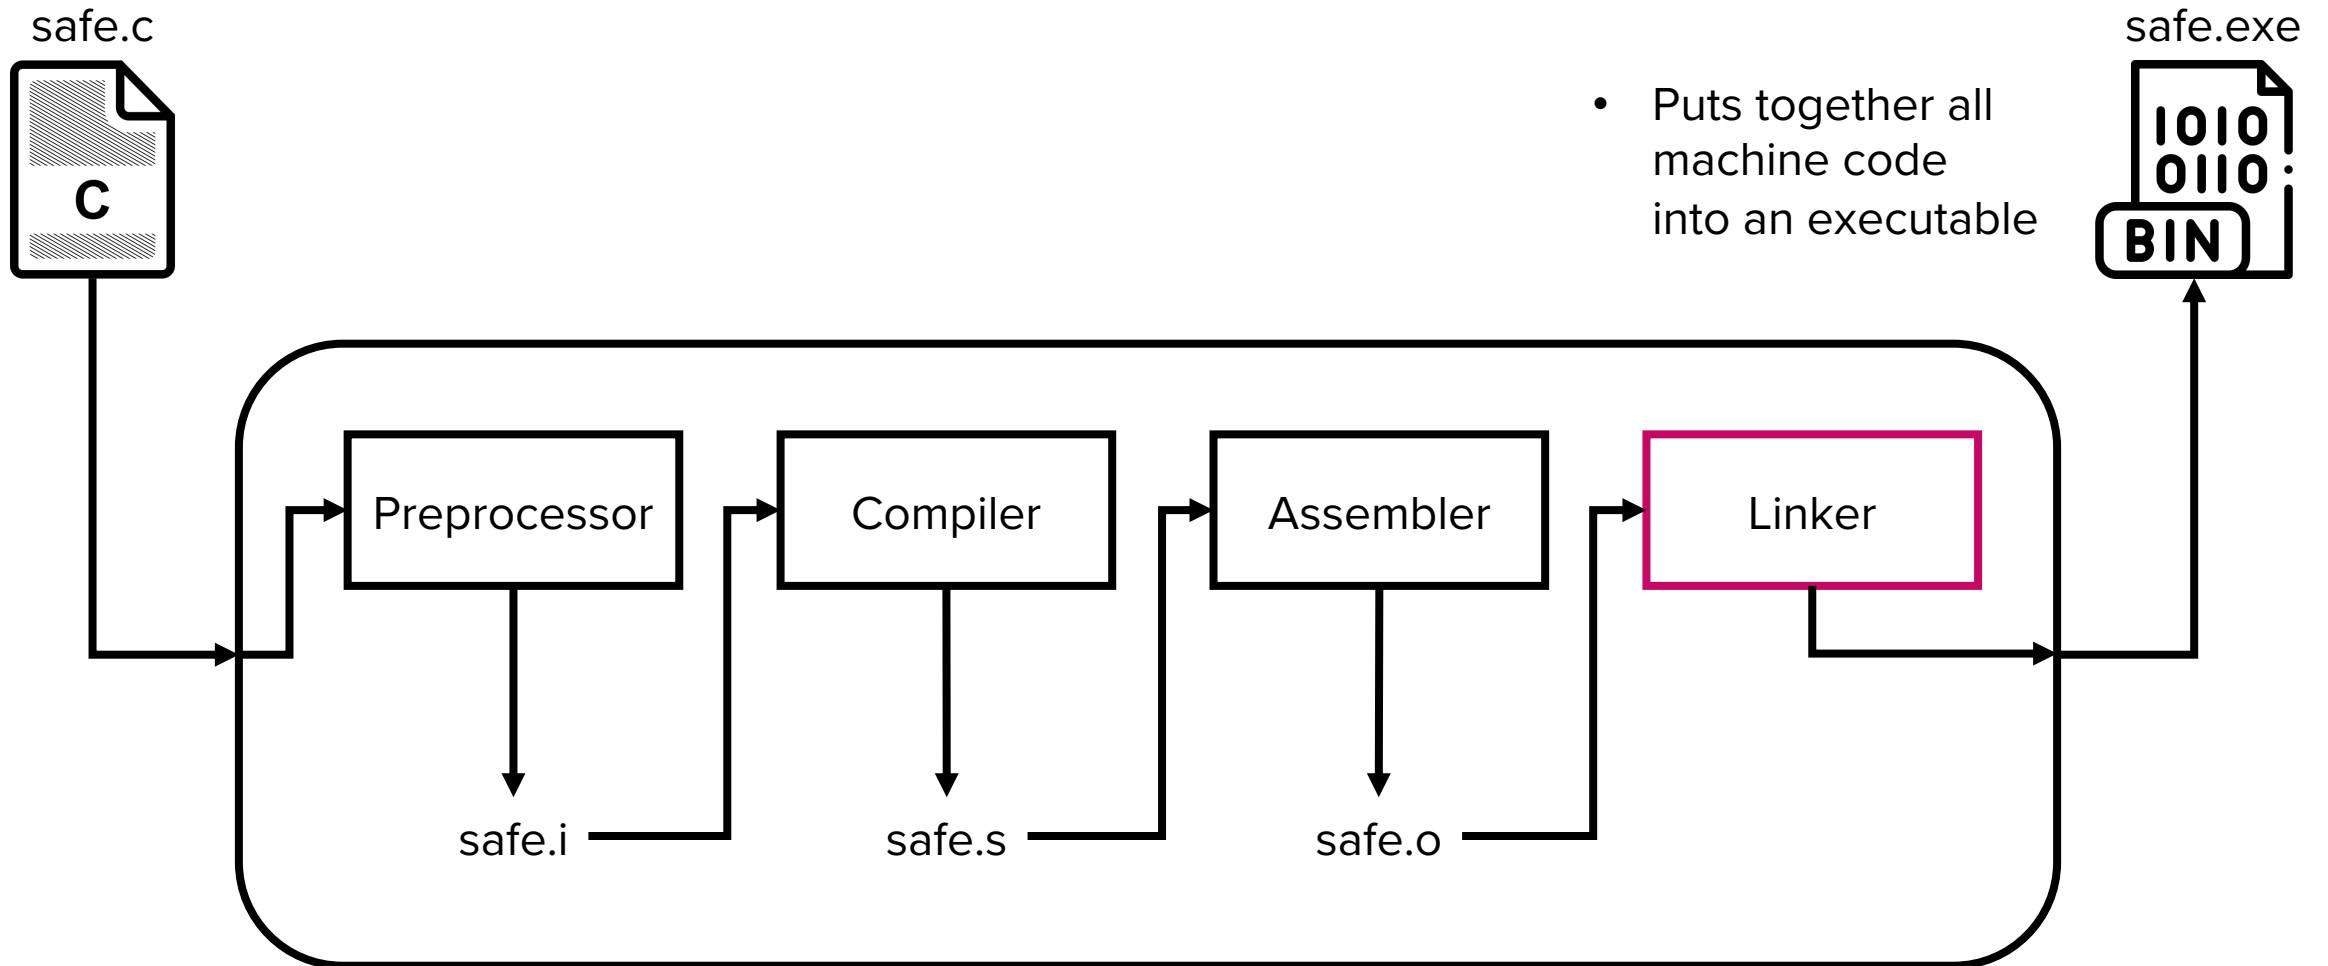 safe.c
safe.exe
C
• Puts together all
machine code
into an executable
1010
0110
BIN
Preprocessor
Compiler
Assembler
Linker
safe.i
safe.s
safe.o